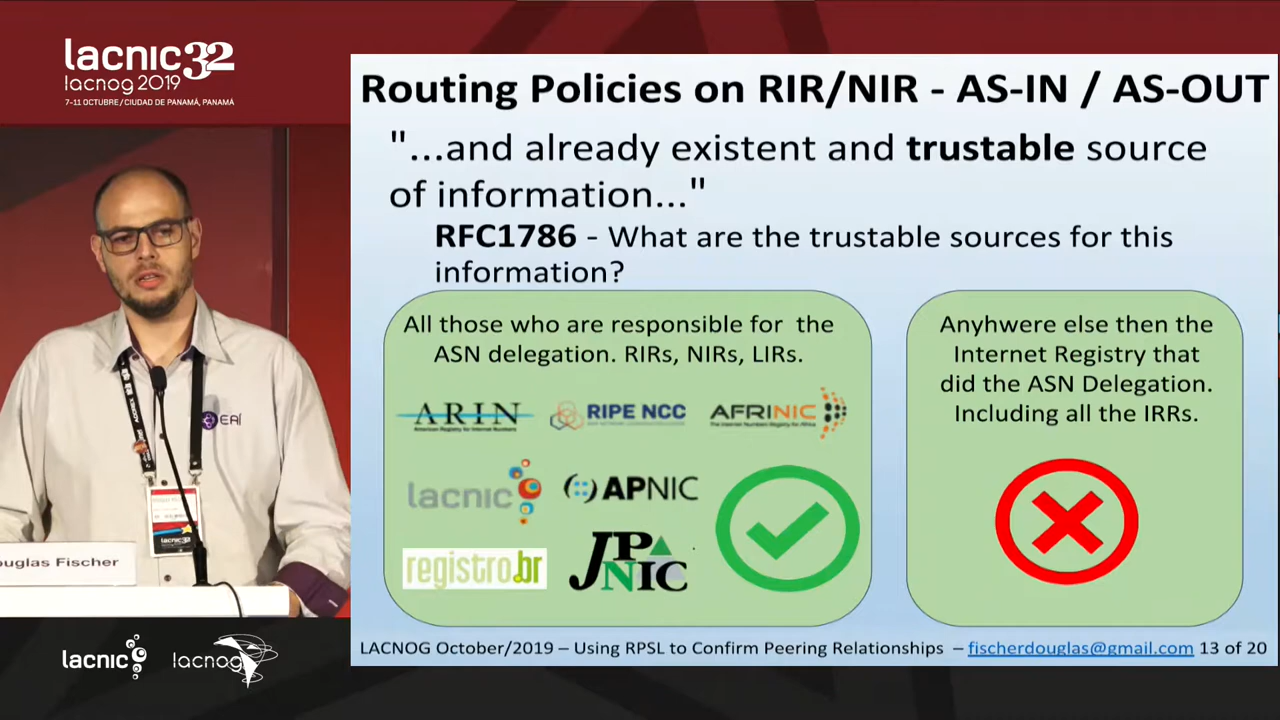 lacnic32
lacnog 2019
7-11 OCTUBRE / CIUDAD DE PANAMÁ, PANAMÁ
Routing Policies on RIR/NIR - AS-IN / AS-OUT
"...and already existent and trustable source
of information..."
RFC1786 - What are the trustable sources for this
information?
All those who are responsible for the
ASN delegation. RIRs, NIRs, LIRs.
ARIN
American Registry for Internet Numbers
RIPE NCC
AFRINIC
The Internet Numbers Registry for Africa
lacnic
APNIC
registro.br
JPNIC
Anyhwere else then the
Internet Registry that
did the ASN Delegation.
Including all the IRRs.
LACNOG October/2019 – Using RPSL to Confirm Peering Relationships – fischerdouglas@gmail.com 13 of 20
EAÍ
lacnic32
ouglas Fischer
lacnic
lacnog